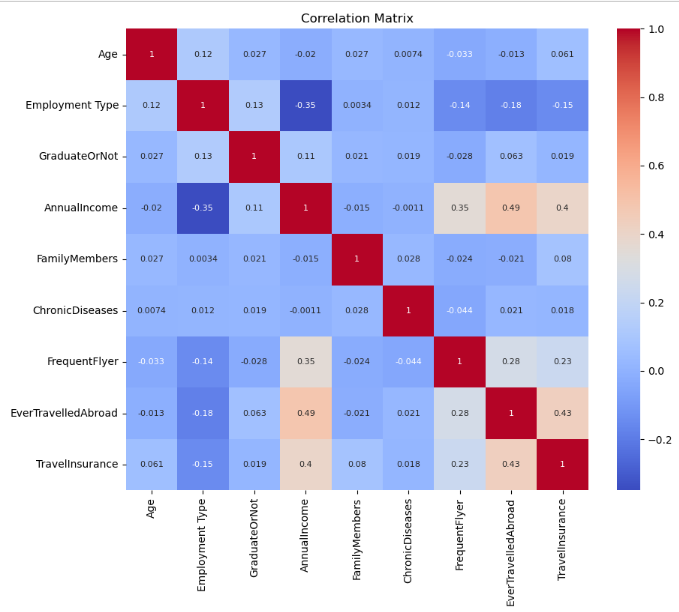 Correlation Matrix
Age 1 0.12 0.027 -0.02 0.027 0.0074 -0.033 -0.013 0.061
Employment Type 0.12 1 0.13 -0.35 0.0034 0.012 -0.14 -0.18 -0.15
GraduateOrNot 0.027 0.13 1 0.11 0.021 0.019 -0.028 0.063 0.019
AnnualIncome -0.02 -0.35 0.11 1 -0.015 -0.0011 0.35 0.49 0.4
FamilyMembers 0.027 0.0034 0.021 -0.015 1 0.028 -0.024 -0.021 0.08
ChronicDiseases 0.0074 0.012 0.019 -0.0011 0.028 1 -0.044 0.021 0.018
FrequentFlyer -0.033 -0.14 -0.028 0.35 -0.024 -0.044 1 0.28 0.23
EverTravelledAbroad -0.013 -0.18 0.063 0.49 -0.021 0.021 0.28 1 0.43
TravelInsurance 0.061 -0.15 0.019 0.4 0.08 0.018 0.23 0.43 1
Age
Employment Type
GraduateOrNot
AnnualIncome
FamilyMembers
ChronicDiseases
FrequentFlyer
EverTravelledAbroad
TravelInsurance
1.0
0.8
0.6
0.4
0.2
0.0
−0.2